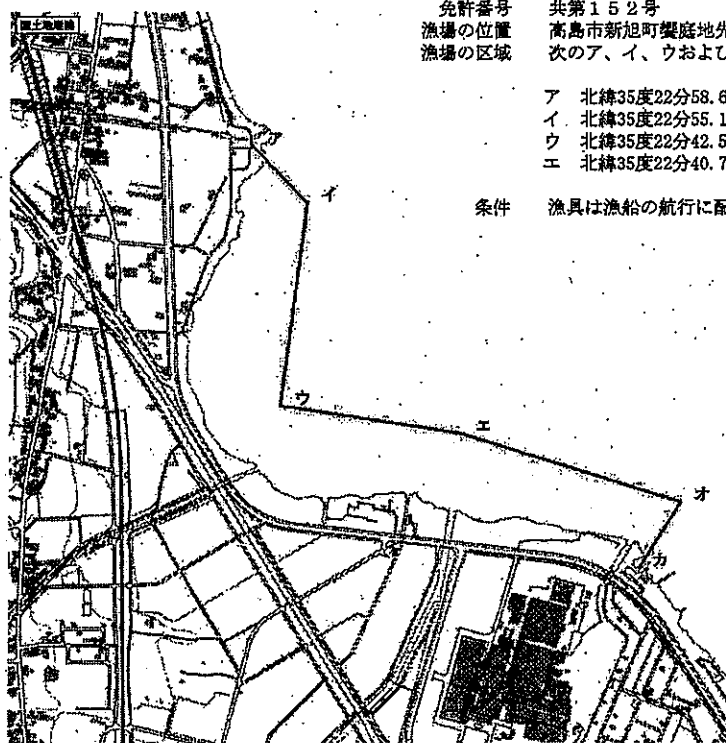 免許番号　共第１５２号
漁場の位置　高島市新旭町饗庭地先
漁場の区域　次のア、イ、ウおよび
ア　北緯35度22分58.6
イ　北緯35度22分55.1
ウ　北緯35度22分42.5
エ　北緯35度22分40.7
条件　漁具は漁船の航行に配
イ
ウ
エ
オ
カ